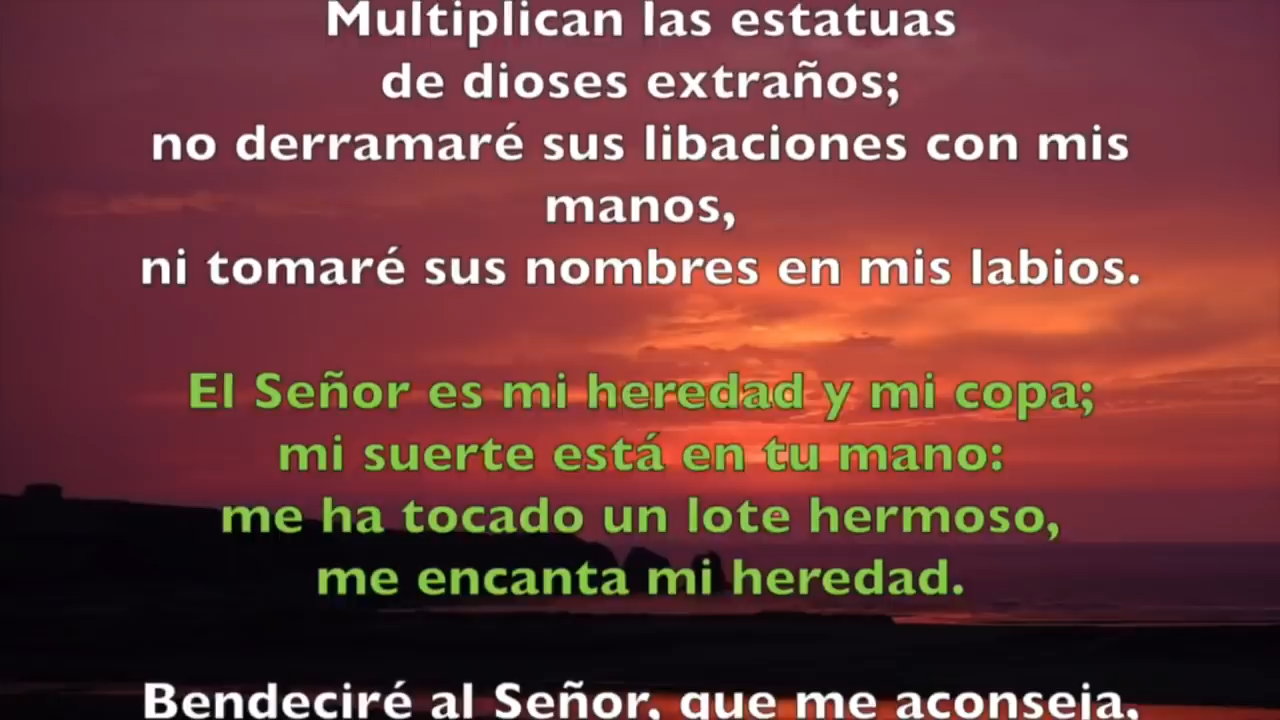 Multiplican las estatuas
de dioses extraños;
no derramaré sus libaciones con mis
manos,
ni tomaré sus nombres en mis labios.
El Señor es mi heredad y mi copa;
mi suerte está en tu mano:
me ha tocado un lote hermoso,
me encanta mi heredad.
Bendeciré al Señor, que me aconseja,